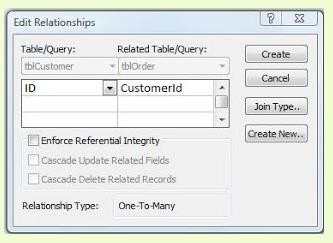 Edit Relationships
Table/Query: Related Table/Query:
tblCustomer tblOrder
Create
ID CustomerId
Cancel
Join Type..
Enforce Referential Integrity
Create New..
Cascade Update Related Fields
Cascade Delete Related Records
Relationship Type: One-To-Many